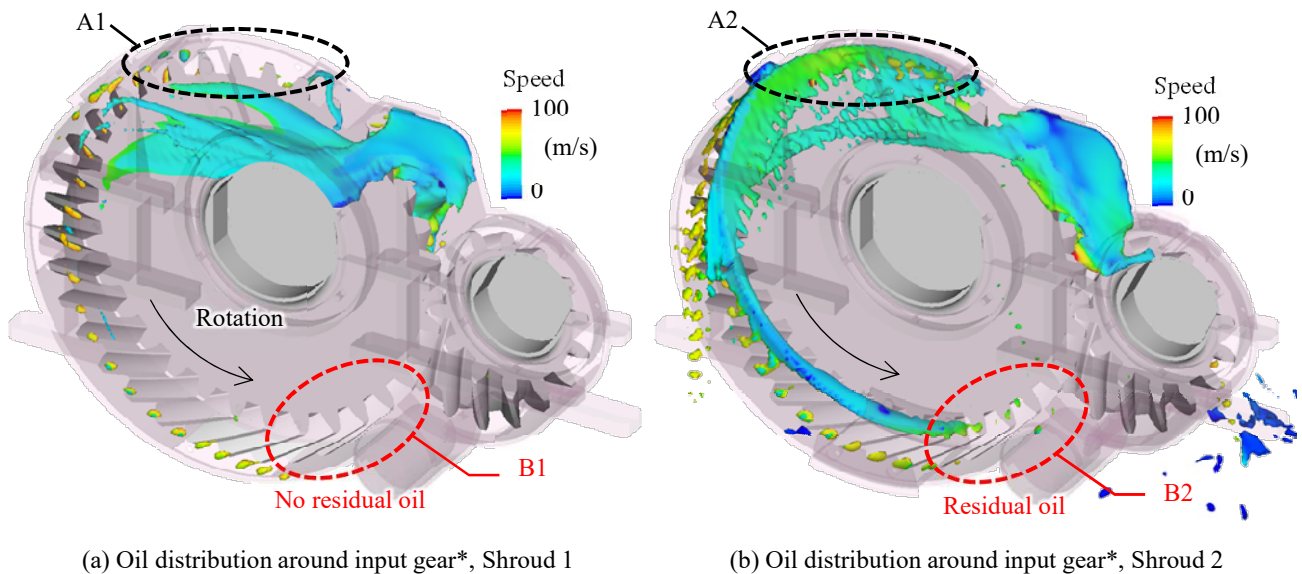 A1
Speed
100
(m/s)
0
Rotation
B1
No residual oil
(a) Oil distribution around input gear*, Shroud 1
A2
Speed
100
(m/s)
0
B2
Residual oil
(b) Oil distribution around input gear*, Shroud 2